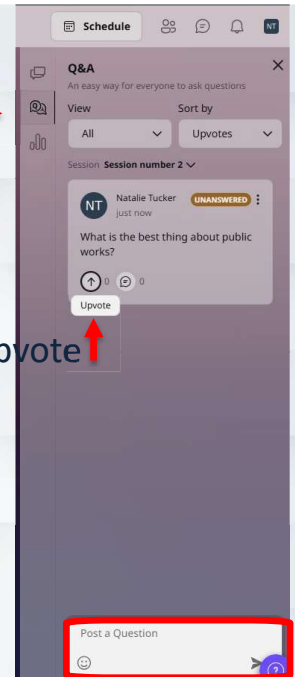 Schedule
NT
Q&A
An easy way for everyone to ask questions
View
Sort by
All
Upvotes
Session Session number 2
NT
Natalie Tucker
UNANSWERED
just now
What is the best thing about public
works?
0
0
Upvote
pvote
Post a Question
?